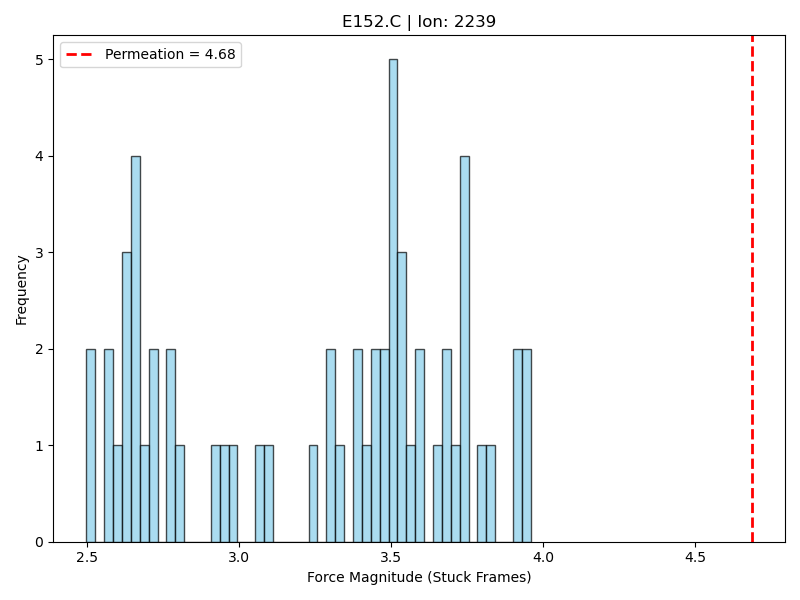 E152.C | Ion: 2239
Permeation = 4.68
5
4
3
2
1
0
Frequency
2.5 3.0 3.5 4.0 4.5
Force Magnitude (Stuck Frames)